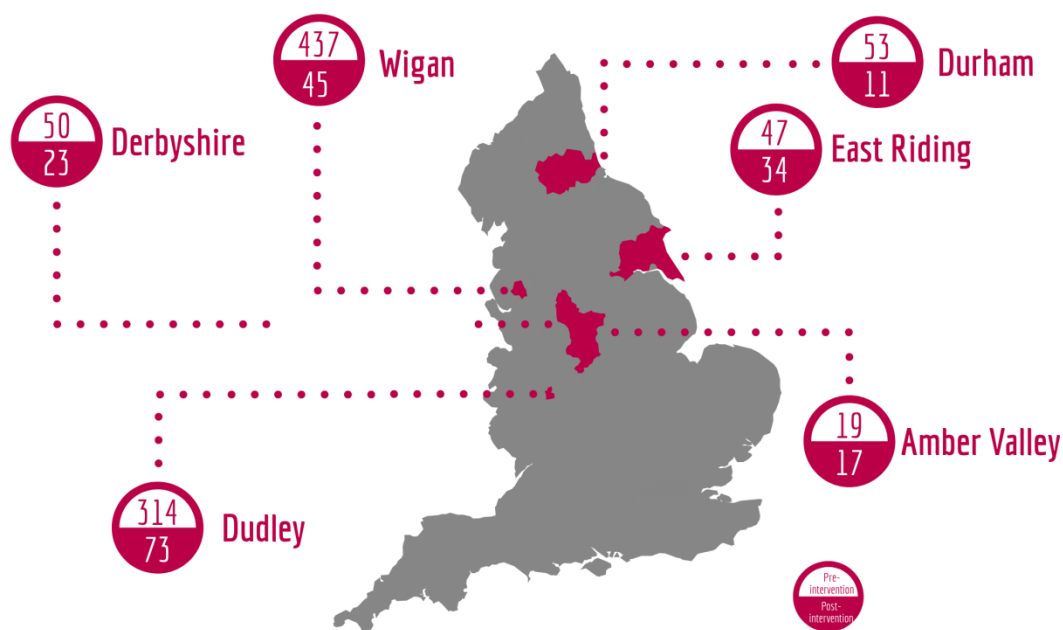 437
45
Wigan
53
11
Durham
50
23
Derbyshire
47
34
East Riding
19
17
Amber Valley
314
73
Dudley
Pre-
intervention
Post-
intervention